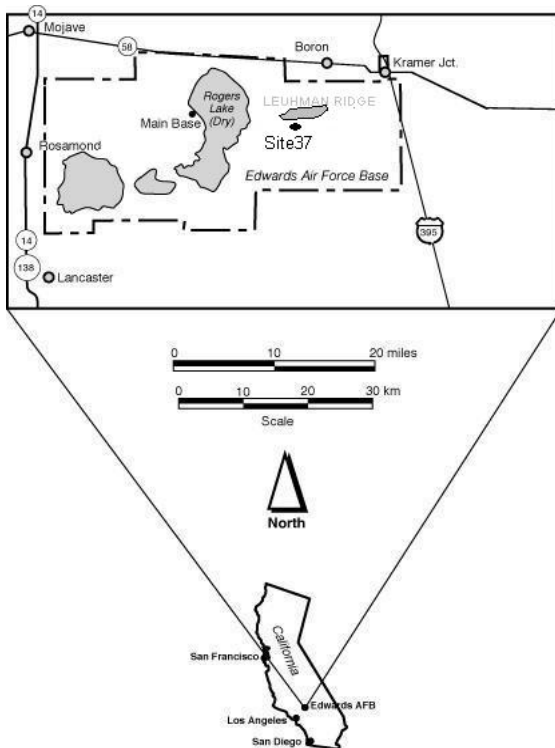 14
Mojave
58
Boron
Kramer Jct.
Rogers
Lake
(Dry)
LEUHMAN RIDGE
Main Base
Site37
Rosamond
Edwards Air Force Base
14
395
138
Lancaster
0 10 20 miles
0 10 20 30 km
Scale
North
California
San Francisco
Edwards AFB
Los Angeles
San Diego